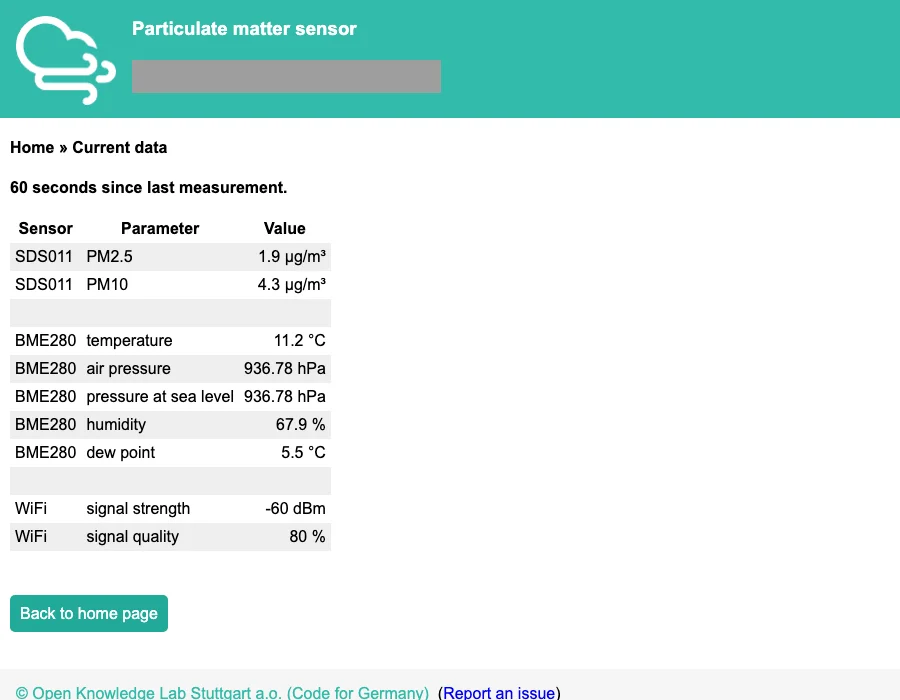 Particulate matter sensor
Home » Current data
60 seconds since last measurement.
Sensor Parameter Value
SDS011 PM2.5 1.9 µg/m³
SDS011 PM10 4.3 µg/m³
BME280 temperature 11.2 °C
BME280 air pressure 936.78 hPa
BME280 pressure at sea level 936.78 hPa
BME280 humidity 67.9 %
BME280 dew point 5.5 °C
WiFi signal strength -60 dBm
WiFi signal quality 80 %
Back to home page
© Open Knowledge Lab Stuttgart a.o. (Code for Germany) (Report an issue)